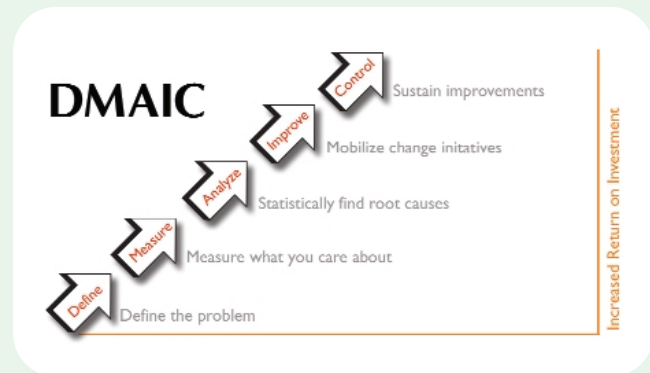 DMAIC
Control
Sustain improvements
Improve
Mobilize change initatives
Analyze
Statistically find root causes
Measure
Measure what you care about
Define
Define the problem
Increased Return on Investment